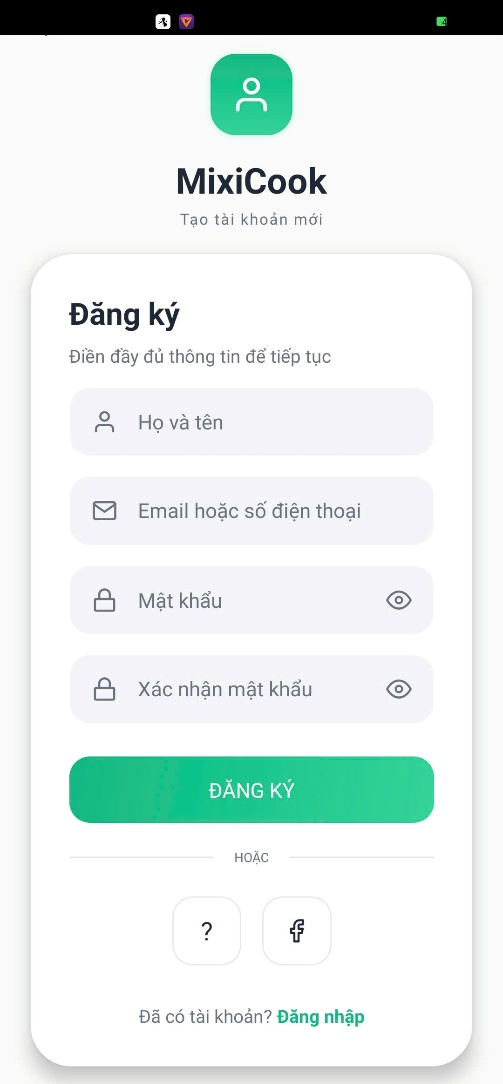 MixiCook
Tạo tài khoản mới
Đăng ký
Điền đầy đủ thông tin để tiếp tục
Họ và tên
Email hoặc số điện thoại
Mật khẩu
Xác nhận mật khẩu
ĐĂNG KÝ
HOẶC
?
Đã có tài khoản? Đăng nhập